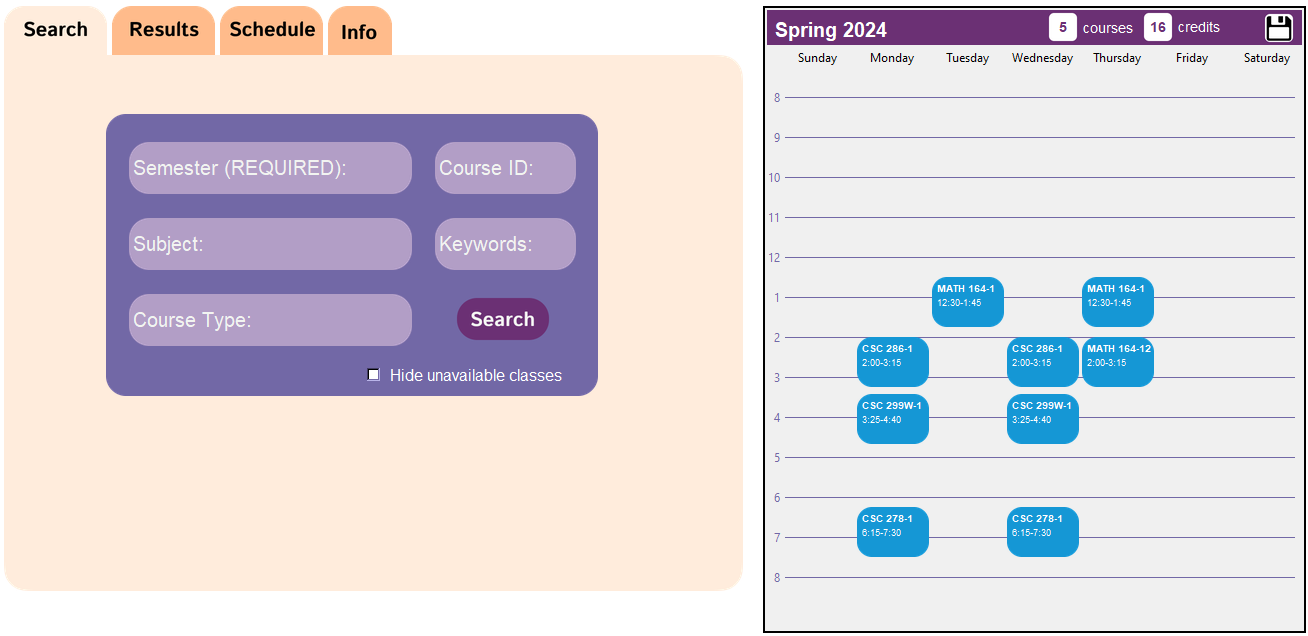 Search Results Schedule Info
Semester (REQUIRED): Course ID:
Subject: Keywords:
Course Type: Search
Hide unavailable classes
Spring 2024 5 courses 16 credits
Sunday Monday Tuesday Wednesday Thursday Friday Saturday
8
9
10
11
12
MATH 164-1 MATH 164-1
1 12:30-1:45 12:30-1:45
2
CSC 286-1 CSC 286-1 MATH 164-12
2:00-3:15 2:00-3:15 2:00-3:15
3
CSC 299W-1 CSC 299W-1
4 3:25-4:40 3:25-4:40
5
6
CSC 278-1 CSC 278-1
7 6:15-7:30 6:15-7:30
8